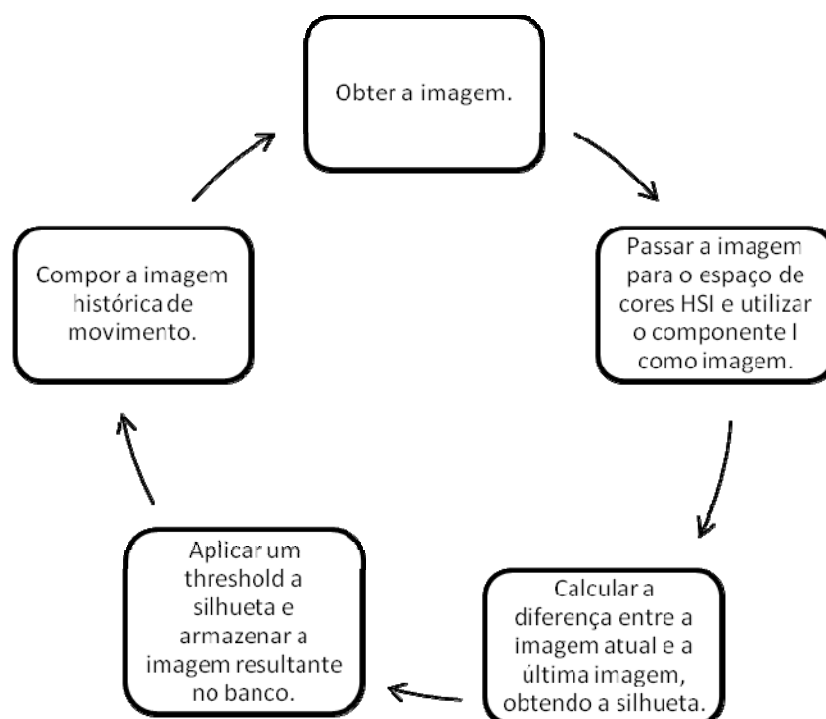 Obter a imagem.
Passar a imagem
para o espaço de
cores HSI e utilizar
o componente I
como imagem.
Calcular a
diferença entre a
imagem atual e a
última imagem,
obtendo a silhueta.
Aplicar um
threshold a
silhueta e
armazenar a
imagem resultante
no banco.
Compor a imagem
histórica de
movimento.